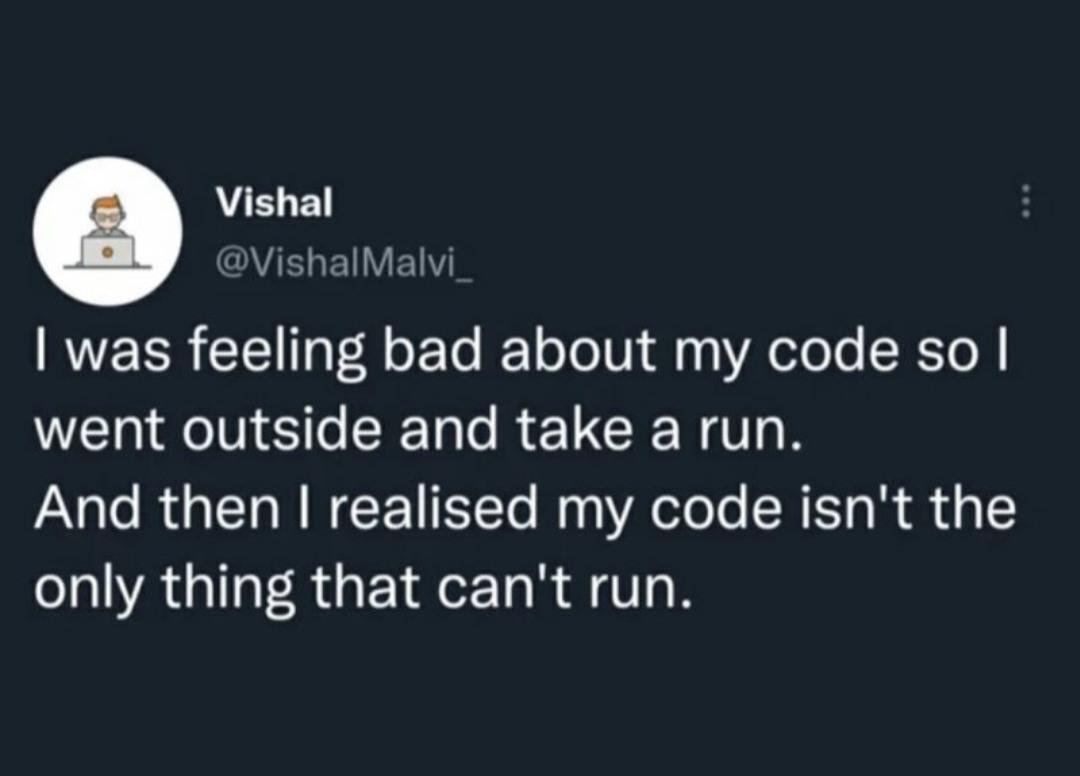 Vishal
@VishalMalvi_
I was feeling bad about my code so I
went outside and take a run.
And then I realised my code isn't the
only thing that can't run.